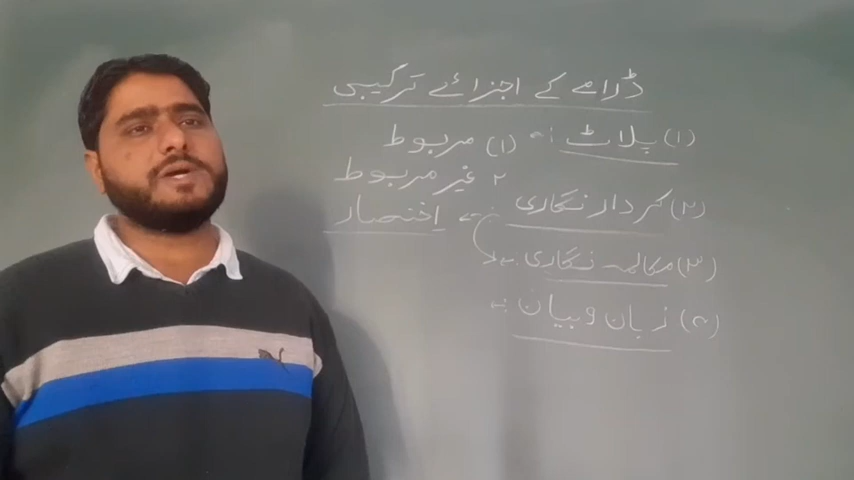 ڈرامے کے اجزائے ترکیبی
(۱) پلاٹ :- (۱) مربوط
۲ غیر مربوط
(۲) کردار نگاری :- اختصار
(۳) مکالمہ نگاری :-
(۴) زبان و بیان :-